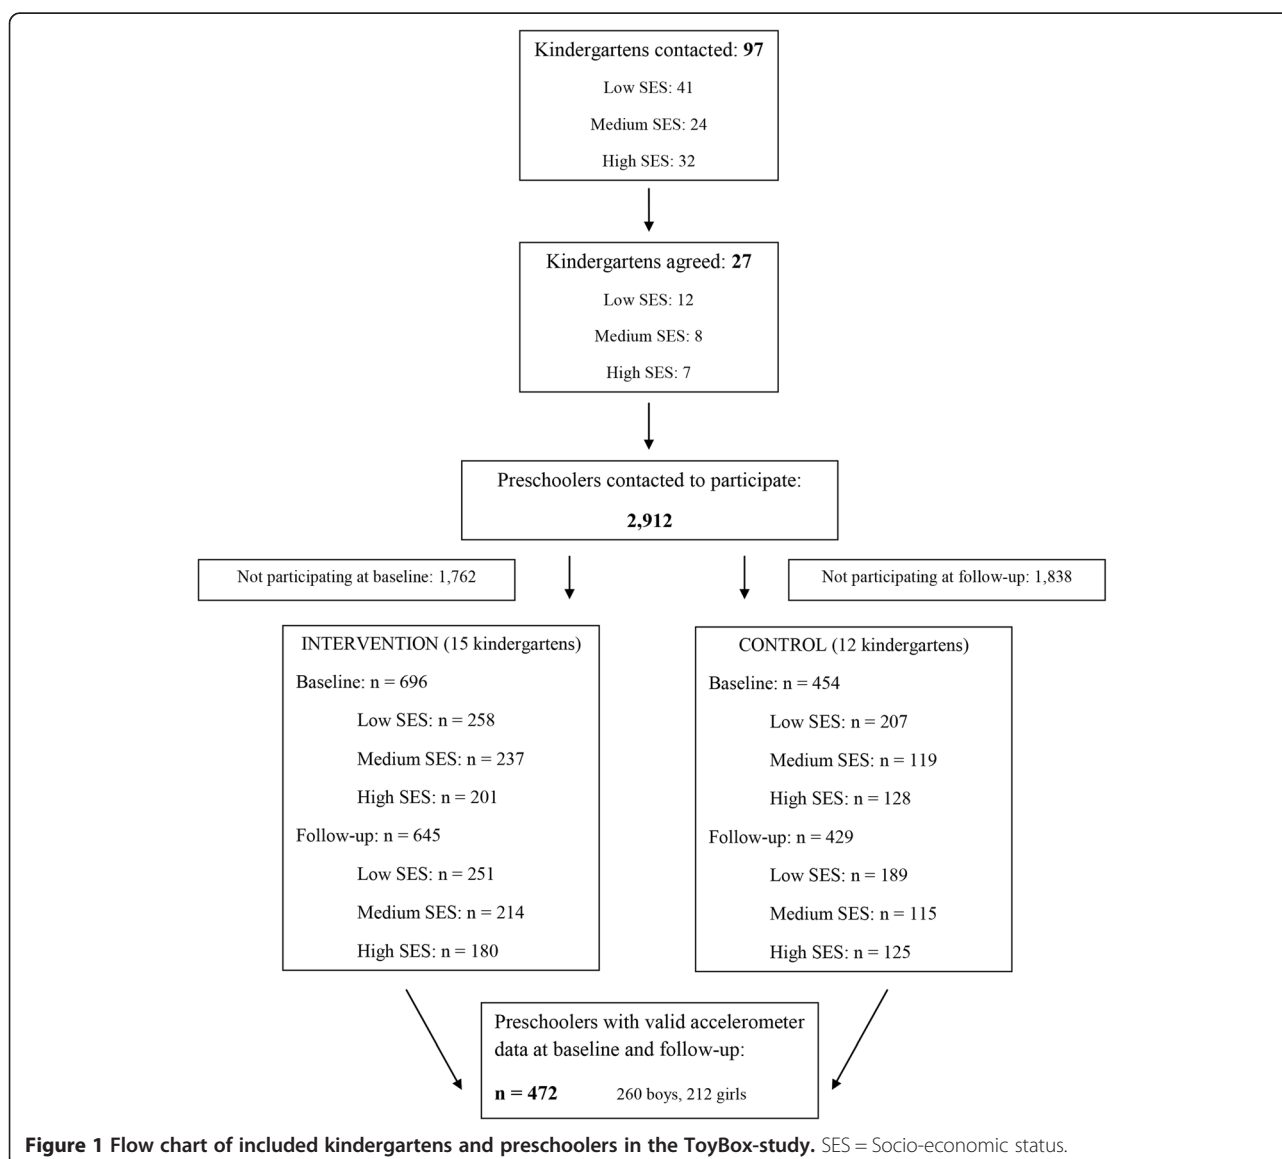 Kindergartens contacted: 97
Low SES: 41
Medium SES: 24
High SES: 32
Kindergartens agreed: 27
Low SES: 12
Medium SES: 8
High SES: 7
Preschoolers contacted to participate:
2,912
Not participating at baseline: 1,762
Not participating at follow-up: 1,838
INTERVENTION (15 kindergartens)
Baseline: n = 696
Low SES: n = 258
Medium SES: n = 237
High SES: n = 201
Follow-up: n = 645
Low SES: n = 251
Medium SES: n = 214
High SES: n = 180
CONTROL (12 kindergartens)
Baseline: n = 454
Low SES: n = 207
Medium SES: n = 119
High SES: n = 128
Follow-up: n = 429
Low SES: n = 189
Medium SES: n = 115
High SES: n = 125
Preschoolers with valid accelerometer
data at baseline and follow-up:
n = 472 260 boys, 212 girls
Figure 1 Flow chart of included kindergartens and preschoolers in the ToyBox-study. SES = Socio-economic status.